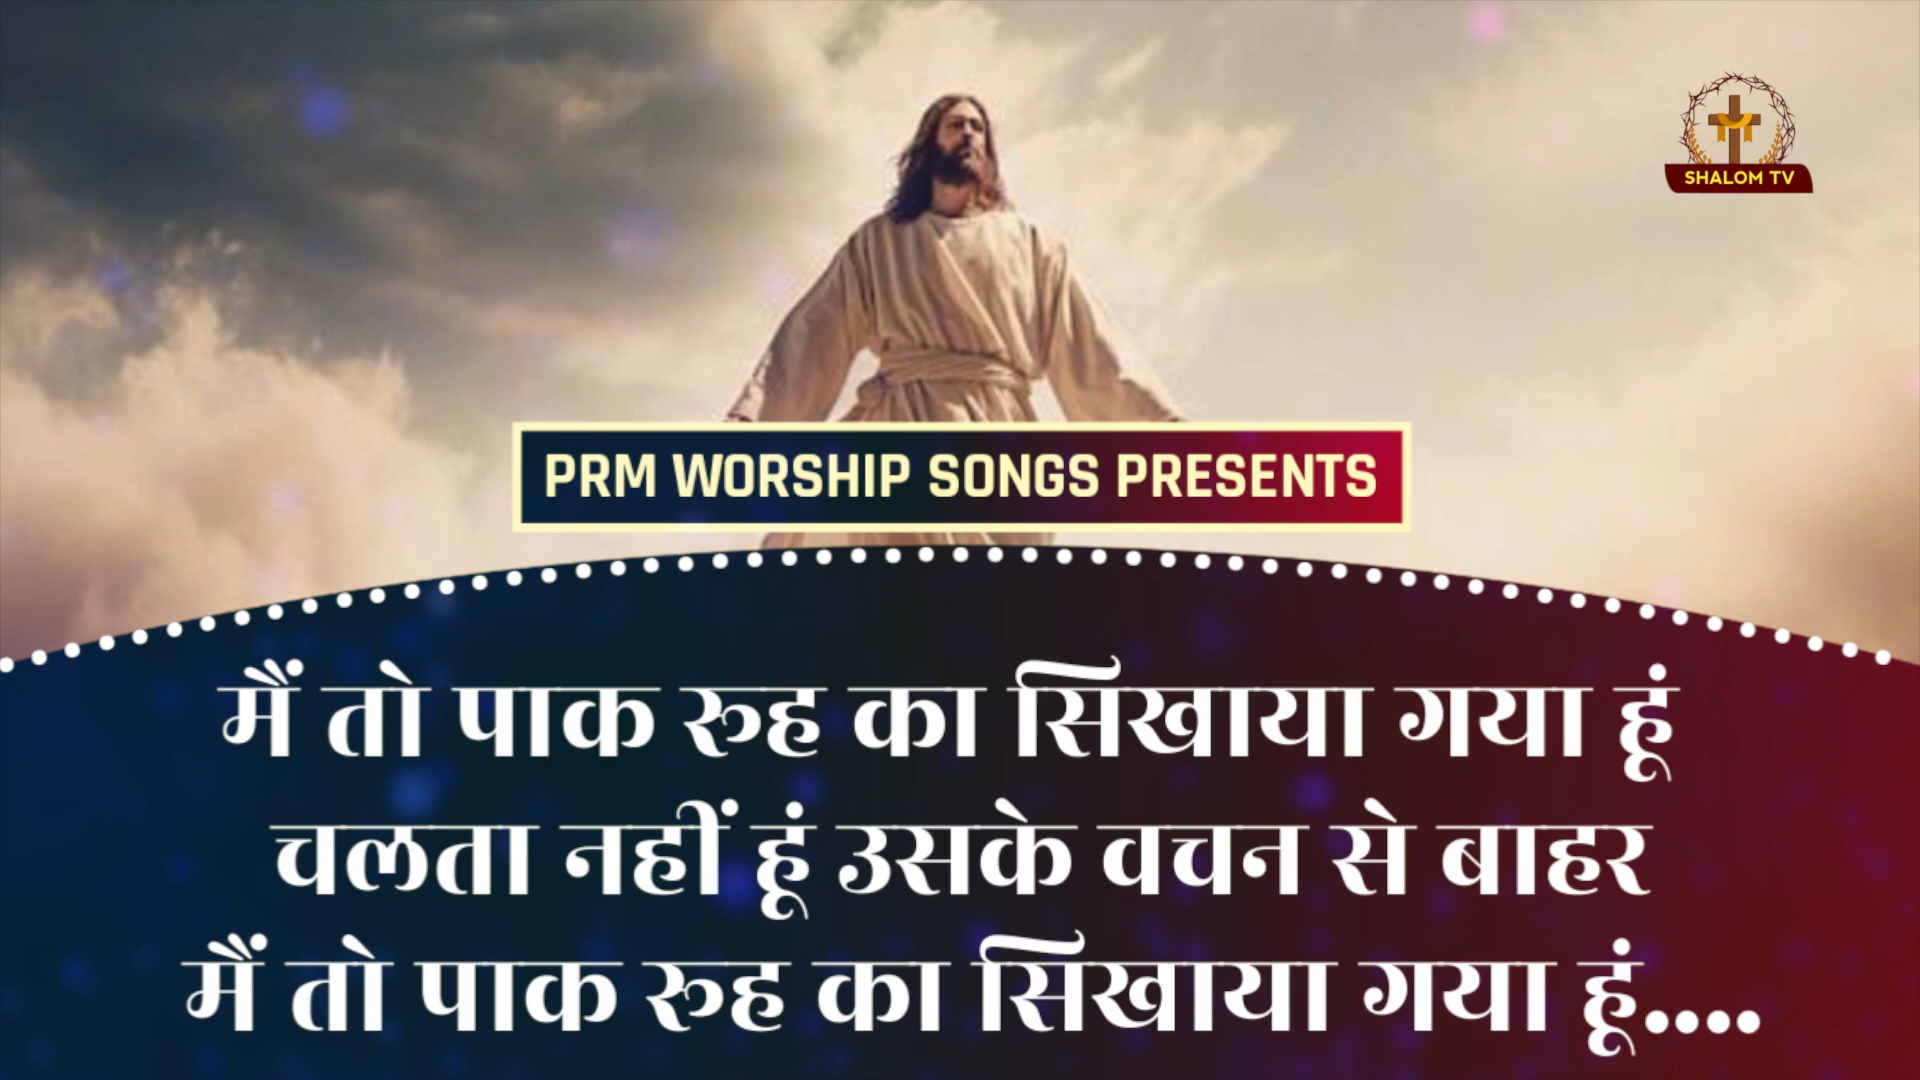 SHALOM TV
PRM WORSHIP SONGS PRESENTS
मैं तो पाक रुह का सिखाया गया हूं
चलता नहीं हूं उसके वचन से बाहर
मैं तो पाक रुह का सिखाया गया हूं....